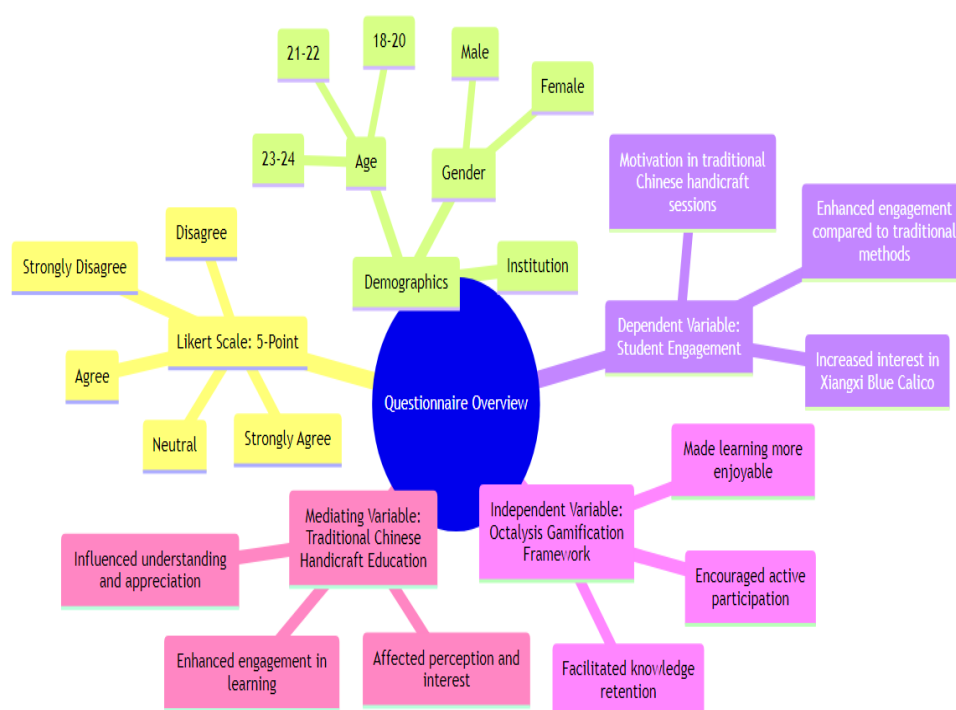 21-22
18-20
Male
Female
23-24
Age
Gender
Demographics
Institution
Disagree
Strongly Disagree
Likert Scale: 5-Point
Agree
Neutral
Strongly Agree
Questionnaire Overview
Motivation in traditional
Chinese handicraft
sessions
Enhanced engagement
compared to traditional
methods
Dependent Variable:
Student Engagement
Increased interest in
Xiangxi Blue Calico
Made learning more
enjoyable
Independent Variable:
Octalysis Gamification
Framework
Encouraged active
participation
Facilitated knowledge
retention
Mediating Variable:
Traditional Chinese
Handicraft Education
Influenced understanding
and appreciation
Enhanced engagement in
learning
Affected perception and
interest